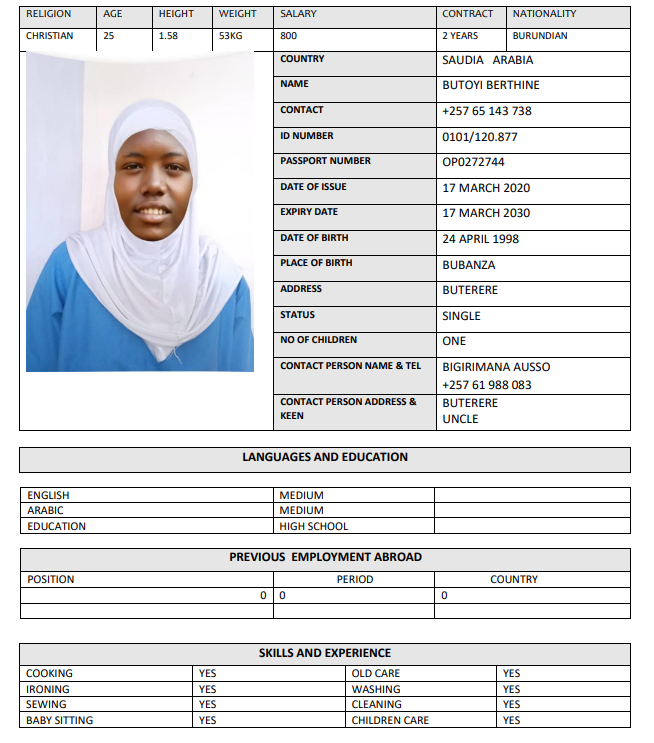 RELIGION AGE HEIGHT WEIGHT SALARY CONTRACT NATIONALITY
CHRISTIAN 25 1.58 53KG 800 2 YEARS BURUNDIAN
COUNTRY SAUDIA ARABIA
NAME BUTOYI BERTHINE
CONTACT +257 65 143 738
ID NUMBER 0101/120.877
PASSPORT NUMBER OP0272744
DATE OF ISSUE 17 MARCH 2020
EXPIRY DATE 17 MARCH 2030
DATE OF BIRTH 24 APRIL 1998
PLACE OF BIRTH BUBANZA
ADDRESS BUTERERE
STATUS SINGLE
NO OF CHILDREN ONE
CONTACT PERSON NAME & TEL BIGIRIMANA AUSSO
+257 61 988 083
CONTACT PERSON ADDRESS & BUTERERE
KEEN UNCLE
LANGUAGES AND EDUCATION
ENGLISH MEDIUM
ARABIC MEDIUM
EDUCATION HIGH SCHOOL
PREVIOUS EMPLOYMENT ABROAD
POSITION PERIOD COUNTRY
0 0 0
SKILLS AND EXPERIENCE
COOKING YES OLD CARE YES
IRONING YES WASHING YES
SEWING YES CLEANING YES
BABY SITTING YES CHILDREN CARE YES